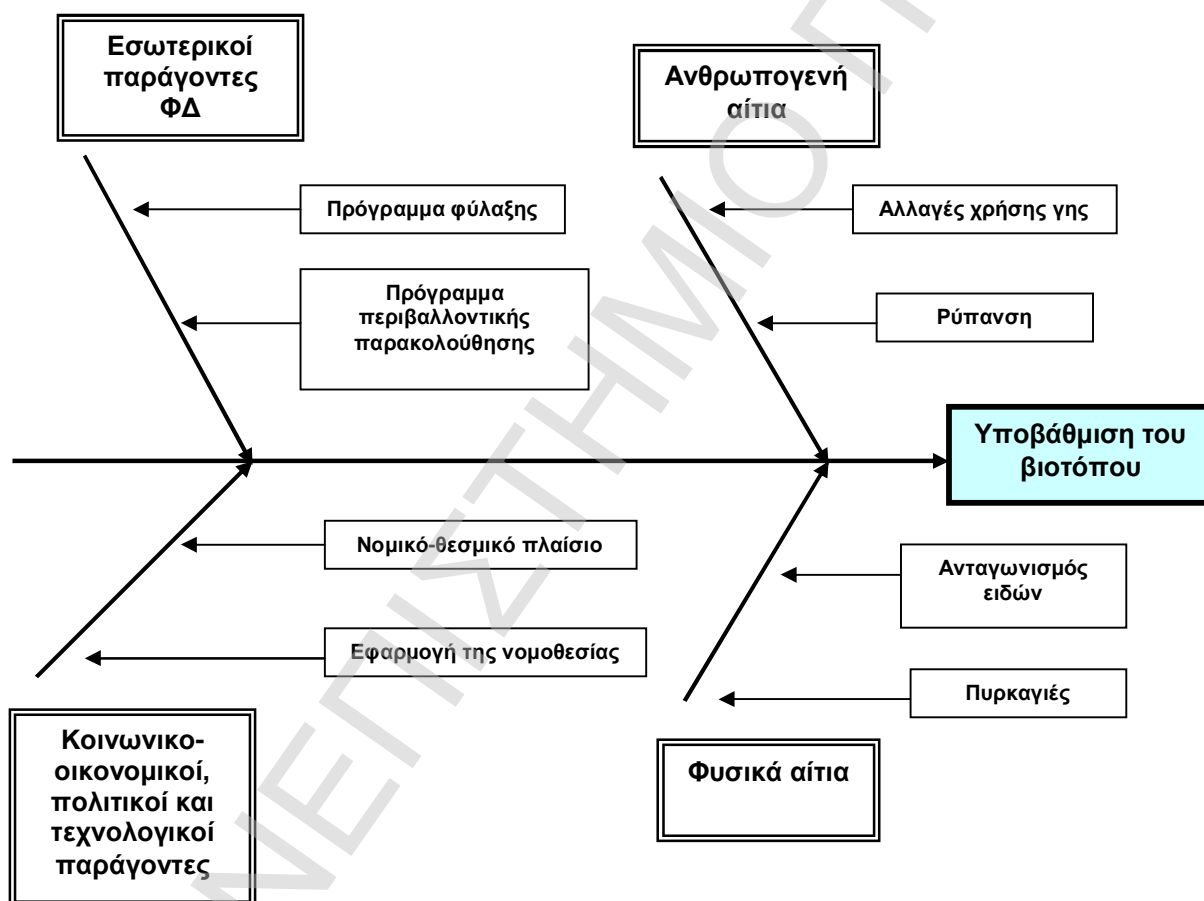 Εσωτερικοί
παράγοντες
ΦΔ
Ανθρωπογενή
αίτια
Πρόγραμμα φύλαξης
Αλλαγές χρήσης γης
Πρόγραμμα
περιβαλλοντικής
παρακολούθησης
Ρύπανση
Υποβάθμιση του
βιοτόπου
Νομικό-θεσμικό πλαίσιο
Ανταγωνισμός
ειδών
Εφαρμογή της νομοθεσίας
Πυρκαγιές
Κοινωνικο-
οικονομικοί,
πολιτικοί και
τεχνολογικοί
παράγοντες
Φυσικά αίτια
ΝΕΠΙΣΤΗΜΙΟ Π